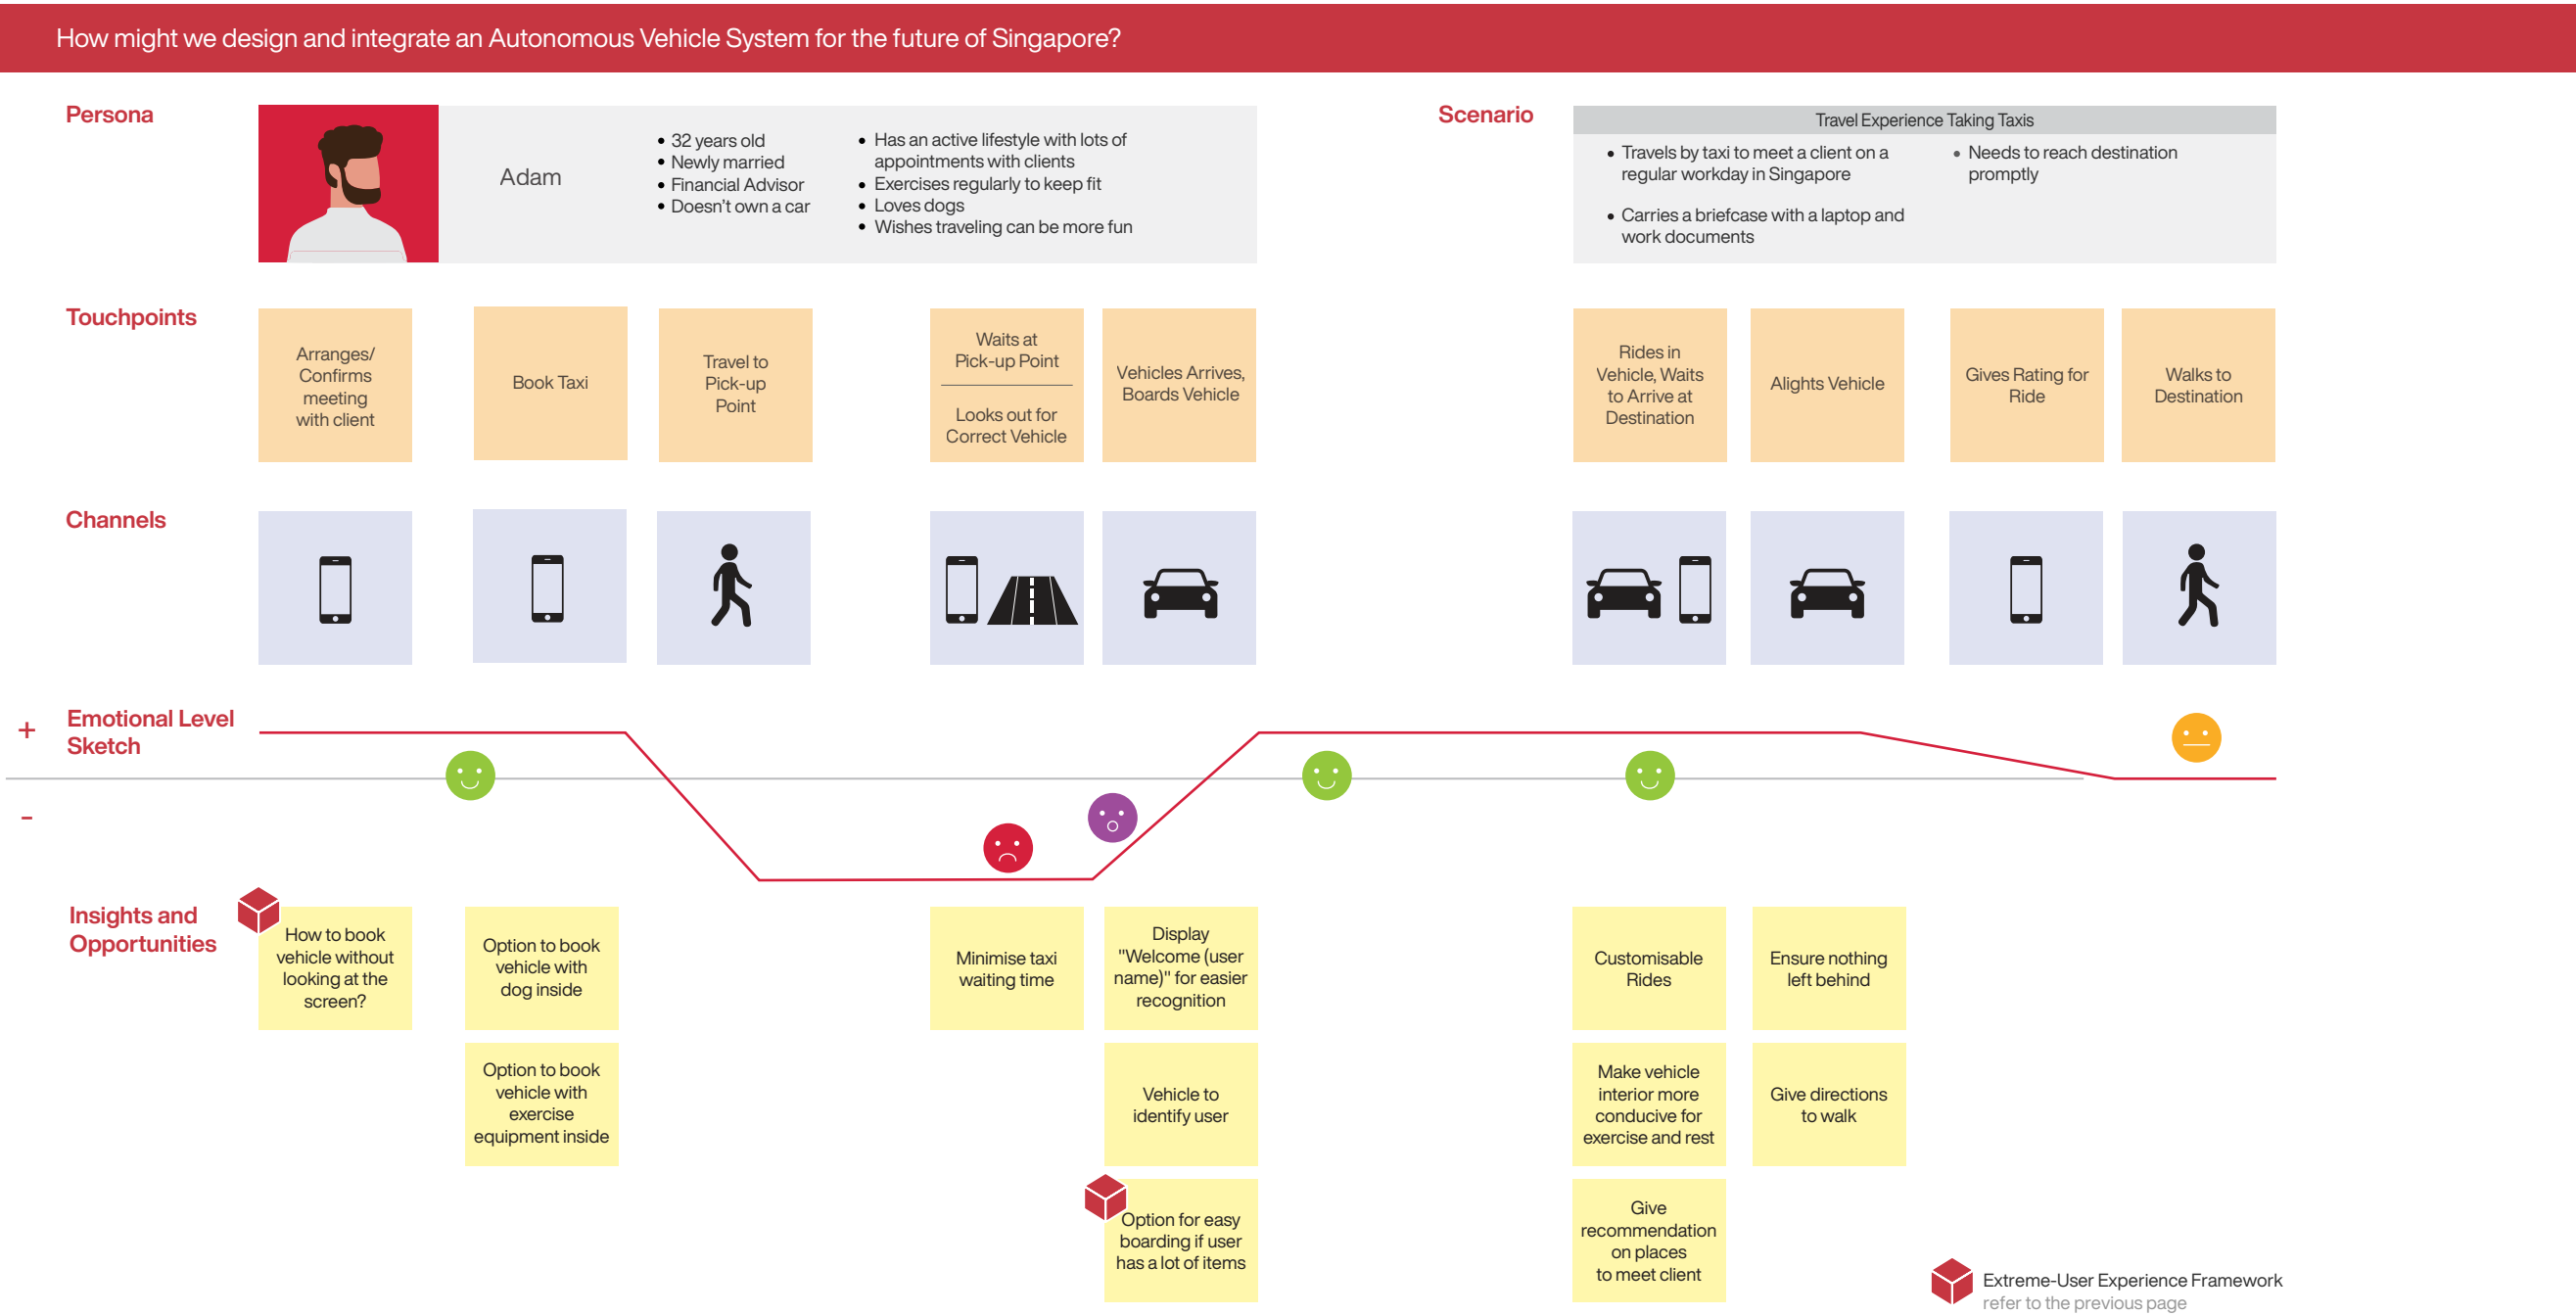 How might we design and integrate an Autonomous Vehicle System for the future of Singapore?
Persona
Adam
• 32 years old
• Newly married
• Financial Advisor
• Doesn't own a car
• Has an active lifestyle with lots of
appointments with clients
• Exercises regularly to keep fit
• Loves dogs
• Wishes traveling can be more fun
Scenario
Travel Experience Taking Taxis
• Travels by taxi to meet a client on a
regular workday in Singapore
• Carries a briefcase with a laptop and
work documents
• Needs to reach destination
promptly
Touchpoints
Arranges/
Confirms
meeting
with client
Book Taxi
Travel to
Pick-up
Point
Waits at
Pick-up Point
Looks out for
Correct Vehicle
Vehicles Arrives,
Boards Vehicle
Rides in
Vehicle, Waits
to Arrive at
Destination
Alights Vehicle
Gives Rating for
Ride
Walks to
Destination
Channels
+
Emotional Level
Sketch
-
Insights and
Opportunities
How to book
vehicle without
looking at the
screen?
Option to book
vehicle with
dog inside
Option to book
vehicle with
exercise
equipment inside
Minimise taxi
waiting time
Display
"Welcome (user
name)" for easier
recognition
Vehicle to
identify user
Option for easy
boarding if user
has a lot of items
Customisable
Rides
Make vehicle
interior more
conducive for
exercise and rest
Give
recommendation
on places
to meet client
Ensure nothing
left behind
Give directions
to walk
Extreme-User Experience Framework
refer to the previous page